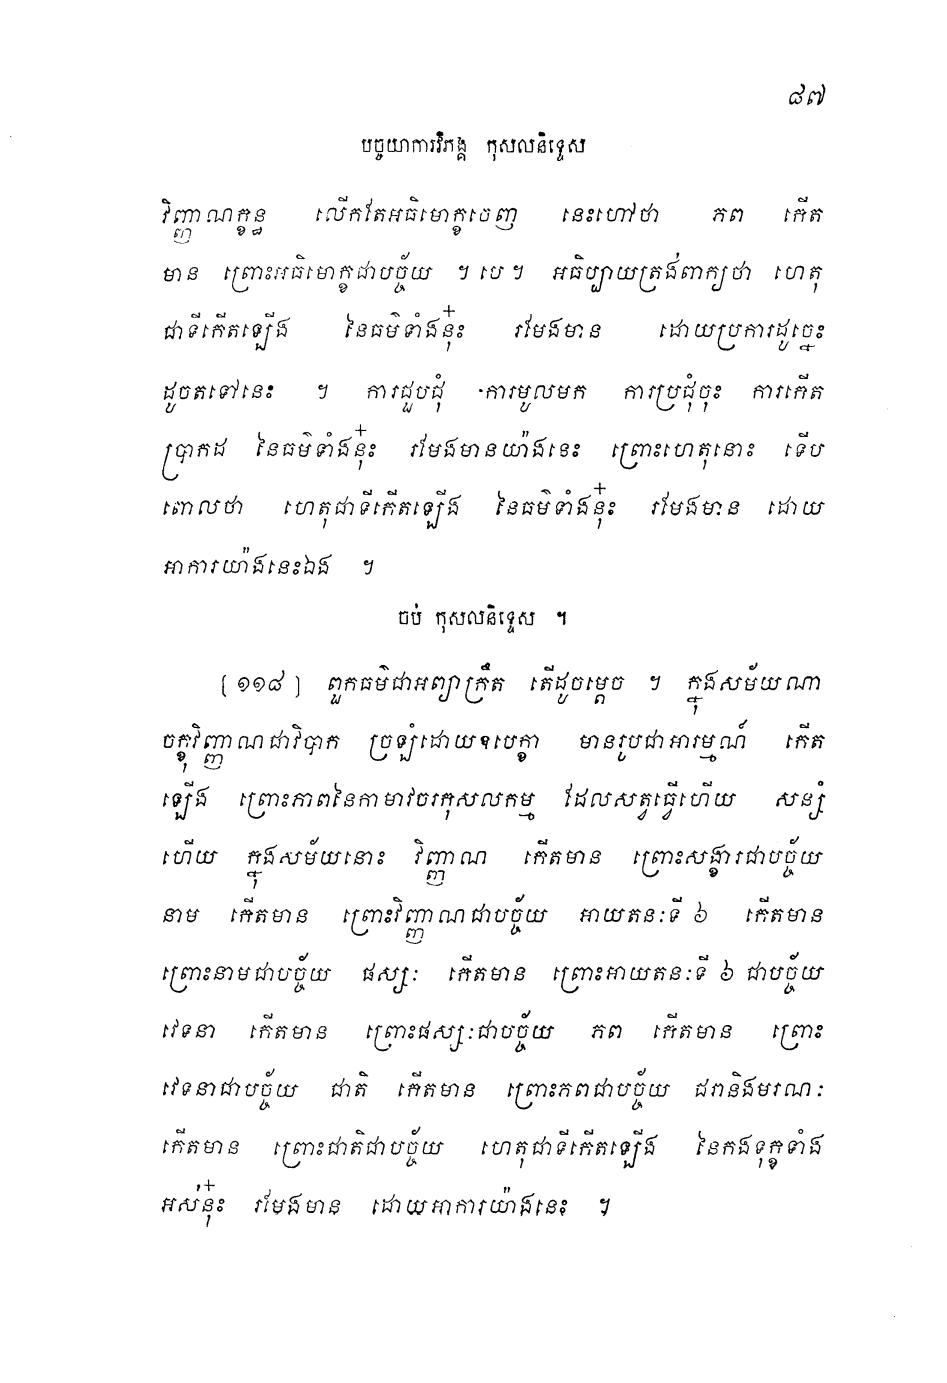 ៨៧
បច្ចយាការវិភង្គ កុសលនិទ្ទេស
វិញ្ញាណក្ខន្ធ លើកតែអធិមោក្ខចេញ នេះហៅថា ភព កើត
មាន ព្រោះអធិមោក្ខជាបច្ច័យ ។ បេ ។ អធិប្បាយត្រង់ពាក្យថា ហេតុ
ជាទីកើតឡើង នៃធម៌ទាំងនុ៎ះ រមែងមាន ដោយប្រការដូច្នេះ
ដូចតទៅនេះ ។ ការជួបជុំ ការមូលមក ការប្រជុំចុះ ការកើត
ប្រាកដ នៃធម៌ទាំងនុ៎ះ រមែងមានយ៉ាងនេះ ព្រោះហេតុនោះ ទើប
ពោលថា ហេតុជាទីកើតឡើង នៃធម៌ទាំងនុ៎ះ រមែងមាន ដោយ
អាការយ៉ាងនេះឯង ។
ចប់ កុសលនិទ្ទេស ។
[១១៨] ពួកធម៌ជាអព្យាក្រឹត តើដូចម្តេច ។ ក្នុងសម័យណា
ចក្ខុវិញ្ញាណជាវិបាក ច្រឡំដោយឧបេក្ខា មានរូបជាអារម្មណ៍ កើត
ឡើង ព្រោះភាពនៃកាមាវចរកុសលកម្ម ដែលសត្វធ្វើហើយ សន្សំ
ហើយ ក្នុងសម័យនោះ វិញ្ញាណ កើតមាន ព្រោះសង្ខារជាបច្ច័យ
នាម កើតមាន ព្រោះវិញ្ញាណជាបច្ច័យ អាយតនៈទី ៦ កើតមាន
ព្រោះនាមជាបច្ច័យ ផស្សៈ កើតមាន ព្រោះអាយតនៈទី ៦ ជាបច្ច័យ
វេទនា កើតមាន ព្រោះផស្សៈជាបច្ច័យ ភព កើតមាន ព្រោះ
វេទនាជាបច្ច័យ ជាតិ កើតមាន ព្រោះភពជាបច្ច័យ ជរានិងមរណៈ
កើតមាន ព្រោះជាតិជាបច្ច័យ ហេតុជាទីកើតឡើង នៃកងទុក្ខទាំង
អស់នុ៎ះ រមែងមាន ដោយអាការយ៉ាងនេះ ។